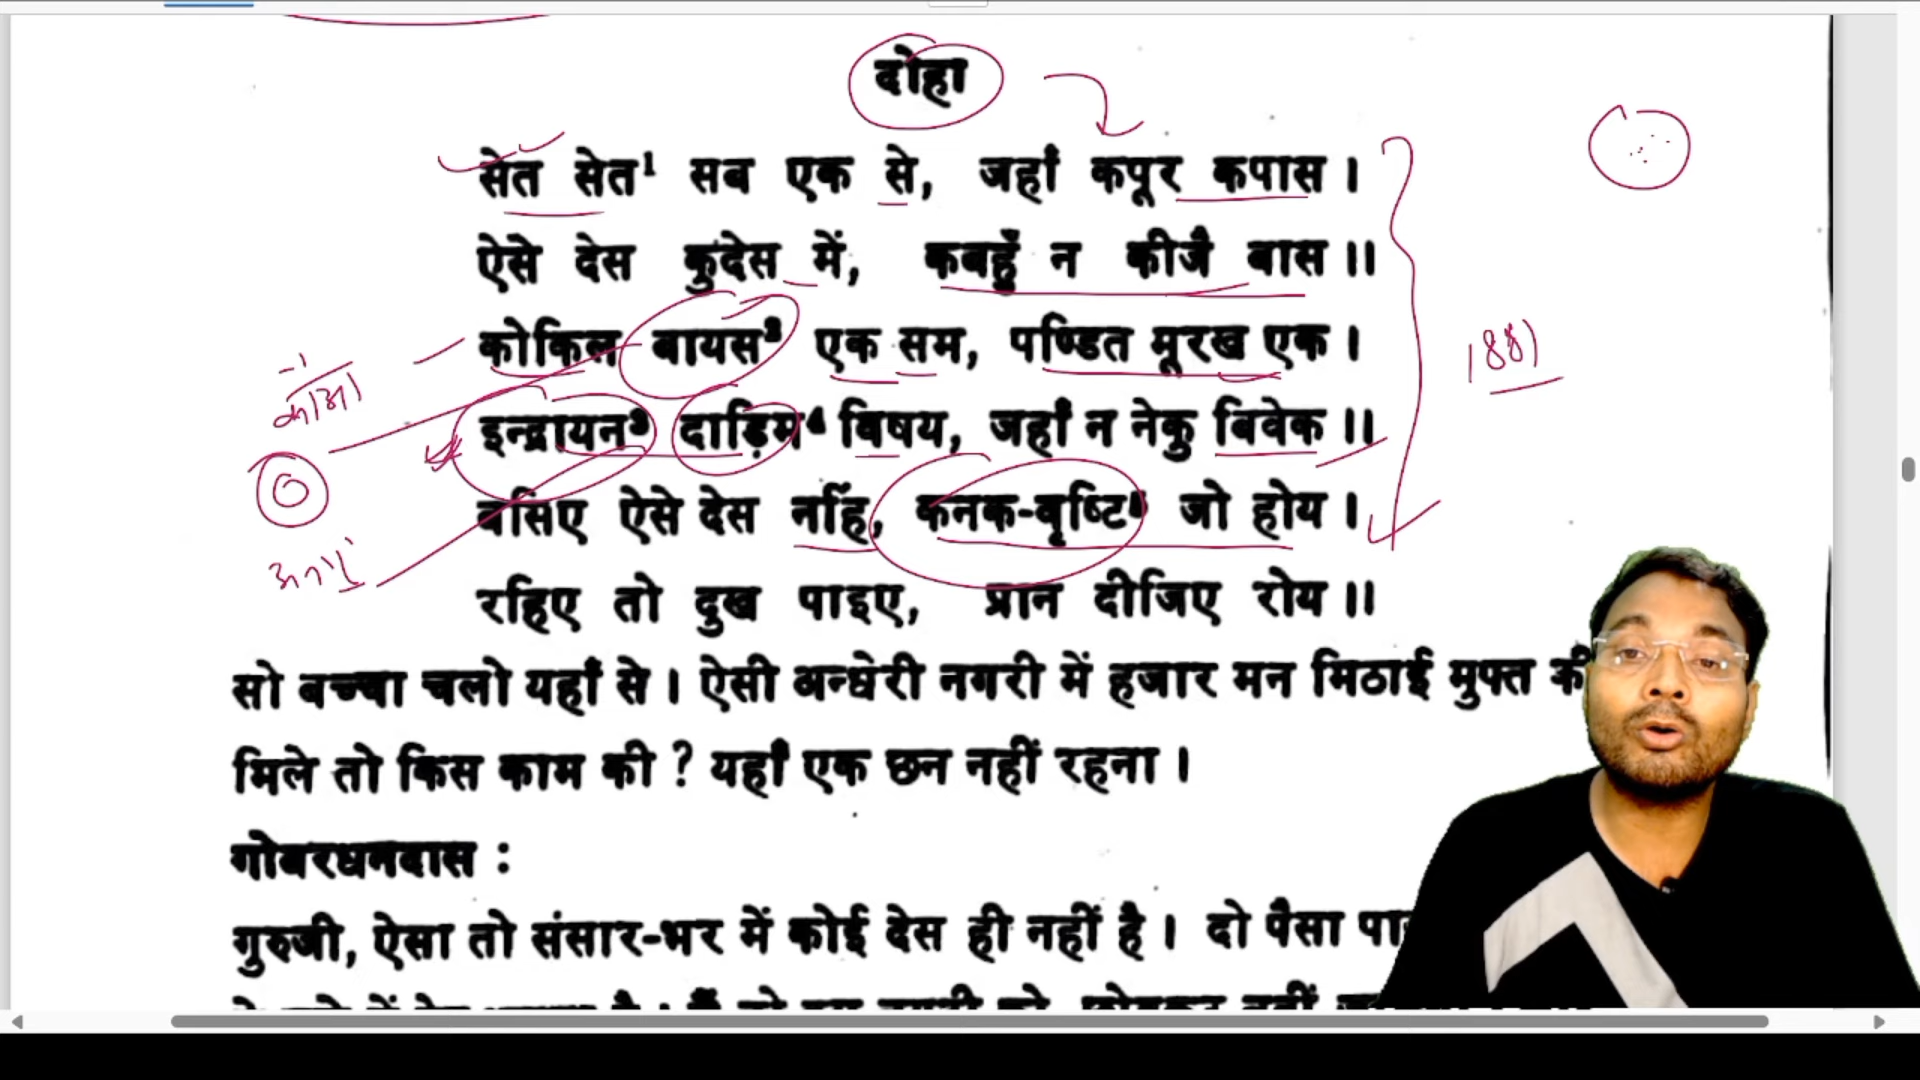 दोहा
सेत सेत¹ सब एक से, जहाँ कपूर कपास ।
ऐसे देस कुदेस में, कबहुँ न कीजै बास ।।
कोकिल बायस² एक सम, पण्डित मूरख एक ।
1881
इन्द्रायन³ दाड़िम⁴ विषय, जहाँ न नेकु बिवेक ।।
बसिए ऐसे देस नहिं, कनक-वृष्टि⁵ जो होय ।
रहिए तो दुख पाइए, प्रान दीजिए रोय ।।
सो बच्चा चलो यहाँ से । ऐसी अन्धेरी नगरी में हजार मन मिठाई मुफ्त की
मिले तो किस काम की ? यहाँ एक छन नहीं रहना ।
गोबरधनदास :
गुरुजी, ऐसा तो संसार-भर में कोई देस ही नहीं है । दो पैसा